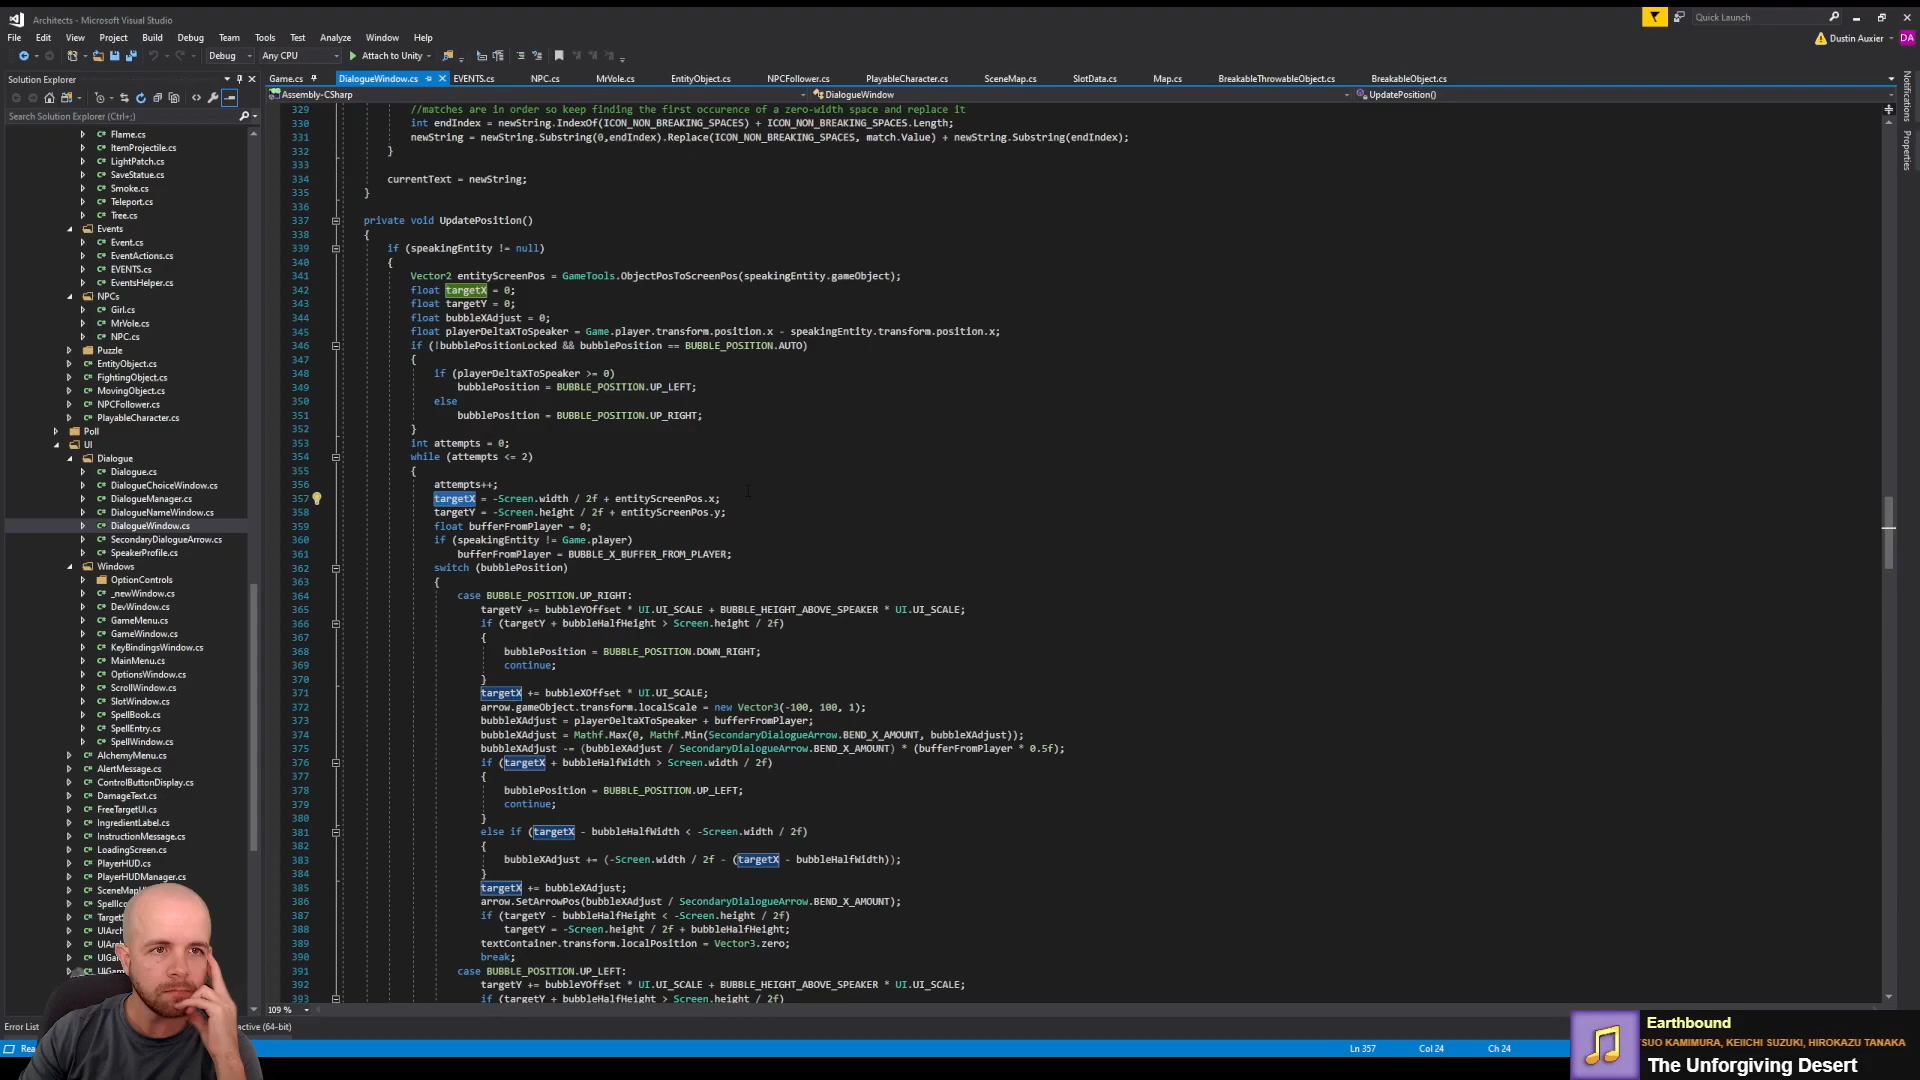 Architects - Microsoft Visual Studio
Quick Launch
File Edit View Project Build Debug Team Tools Test Analyze Window Help
Dustin Auxier DA
Debug Any CPU Attach to Unity
Solution Explorer
Search Solution Explorer (Ctrl+;)
Flame.cs
ItemProjectile.cs
LightPatch.cs
SaveStatue.cs
Smoke.cs
Teleport.cs
Tree.cs
Events
Event.cs
EventActions.cs
EVENTS.cs
EventsHelper.cs
NPCs
Girl.cs
MrVole.cs
NPC.cs
Puzzle
EntityObject.cs
FightingObject.cs
MovingObject.cs
NPCFollower.cs
PlayableCharacter.cs
Poll
UI
Dialogue
Dialogue.cs
DialogueChoiceWindow.cs
DialogueManager.cs
DialogueNameWindow.cs
DialogueWindow.cs
SecondaryDialogueArrow.cs
SpeakerProfile.cs
Windows
OptionControls
_newWindow.cs
DevWindow.cs
GameMenu.cs
GameWindow.cs
KeyBindingsWindow.cs
MainMenu.cs
OptionsWindow.cs
ScrollWindow.cs
SlotWindow.cs
SpellBook.cs
SpellEntry.cs
SpellWindow.cs
AlchemyMenu.cs
AlertMessage.cs
ControlButtonDisplay.cs
DamageText.cs
FreeTargetUI.cs
IngredientLabel.cs
InstructionMessage.cs
LoadingScreen.cs
PlayerHUD.cs
PlayerHUDManager.cs
Game.cs DialogueWindow.cs EVENTS.cs NPC.cs MrVole.cs EntityObject.cs NPCFollower.cs PlayableCharacter.cs SceneMap.cs SlotData.cs Map.cs BreakableThrowableObject.cs BreakableObject.cs
Assembly-CSharp DialogueWindow UpdatePosition()
329 //matches are in order so keep finding the first occurence of a zero-width space and replace it
330 int endIndex = newString.IndexOf(ICON_NON_BREAKING_SPACES) + ICON_NON_BREAKING_SPACES.Length;
331 newString = newString.Substring(0,endIndex).Replace(ICON_NON_BREAKING_SPACES, match.Value) + newString.Substring(endIndex);
332 }
333
334 currentText = newString;
335 }
336
337 private void UpdatePosition()
338 {
339 if (speakingEntity != null)
340 {
341 Vector2 entityScreenPos = GameTools.ObjectPosToScreenPos(speakingEntity.gameObject);
342 float targetX = 0;
343 float targetY = 0;
344 float bubbleXAdjust = 0;
345 float playerDeltaXToSpeaker = Game.player.transform.position.x - speakingEntity.transform.position.x;
346 if (!bubblePositionLocked && bubblePosition == BUBBLE_POSITION.AUTO)
347 {
348 if (playerDeltaXToSpeaker >= 0)
349 bubblePosition = BUBBLE_POSITION.UP_LEFT;
350 else
351 bubblePosition = BUBBLE_POSITION.UP_RIGHT;
352 }
353 int attempts = 0;
354 while (attempts <= 2)
355 {
356 attempts++;
357 targetX = -Screen.width / 2f + entityScreenPos.x;
358 targetY = -Screen.height / 2f + entityScreenPos.y;
359 float bufferFromPlayer = 0;
360 if (speakingEntity != Game.player)
361 bufferFromPlayer = BUBBLE_X_BUFFER_FROM_PLAYER;
362 switch (bubblePosition)
363 {
364 case BUBBLE_POSITION.UP_RIGHT:
365 targetY += bubbleYOffset * UI.UI_SCALE + BUBBLE_HEIGHT_ABOVE_SPEAKER * UI.UI_SCALE;
366 if (targetY + bubbleHalfHeight > Screen.height / 2f)
367 {
368 bubblePosition = BUBBLE_POSITION.DOWN_RIGHT;
369 continue;
370 }
371 targetX += bubbleXOffset * UI.UI_SCALE;
372 arrow.gameObject.transform.localScale = new Vector3(-100, 100, 1);
373 bubbleXAdjust = playerDeltaXToSpeaker + bufferFromPlayer;
374 bubbleXAdjust = Mathf.Max(0, Mathf.Min(SecondaryDialogueArrow.BEND_X_AMOUNT, bubbleXAdjust));
375 bubbleXAdjust -= (bubbleXAdjust / SecondaryDialogueArrow.BEND_X_AMOUNT) * (bufferFromPlayer * 0.5f);
376 if (targetX + bubbleHalfWidth > Screen.width / 2f)
377 {
378 bubblePosition = BUBBLE_POSITION.UP_LEFT;
379 continue;
380 }
381 else if (targetX - bubbleHalfWidth < -Screen.width / 2f)
382 {
383 bubbleXAdjust += (-Screen.width / 2f - (targetX - bubbleHalfWidth));
384 }
385 targetX += bubbleXAdjust;
386 arrow.SetArrowPos(bubbleXAdjust / SecondaryDialogueArrow.BEND_X_AMOUNT);
387 if (targetY - bubbleHalfHeight < -Screen.height / 2f)
388 targetY = -Screen.height / 2f + bubbleHalfHeight;
389 textContainer.transform.localPosition = Vector3.zero;
390 break;
391 case BUBBLE_POSITION.UP_LEFT:
392 targetY += bubbleYOffset * UI.UI_SCALE + BUBBLE_HEIGHT_ABOVE_SPEAKER * UI.UI_SCALE;
393 if (targetY + bubbleHalfHeight > Screen.height / 2f)
109 %
Notifications
Properties
Error List
(64-bit)
Ln 357 Col 24 Ch 24
Earthbound
KAMIMURA, KEIICHI SUZUKI, HIROKAZU TANAKA
The Unforgiving Desert